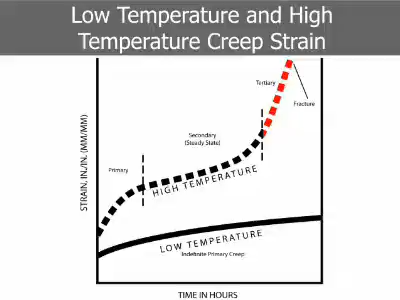 Low Temperature and High
Temperature Creep Strain
Tertiary
Fracture
Secondary
(Steady State)
Primary
HIGH TEMPERATURE
LOW TEMPERATURE
Indefinite Primary Creep
STRAIN, IN./IN. (MM/MM)
TIME IN HOURS